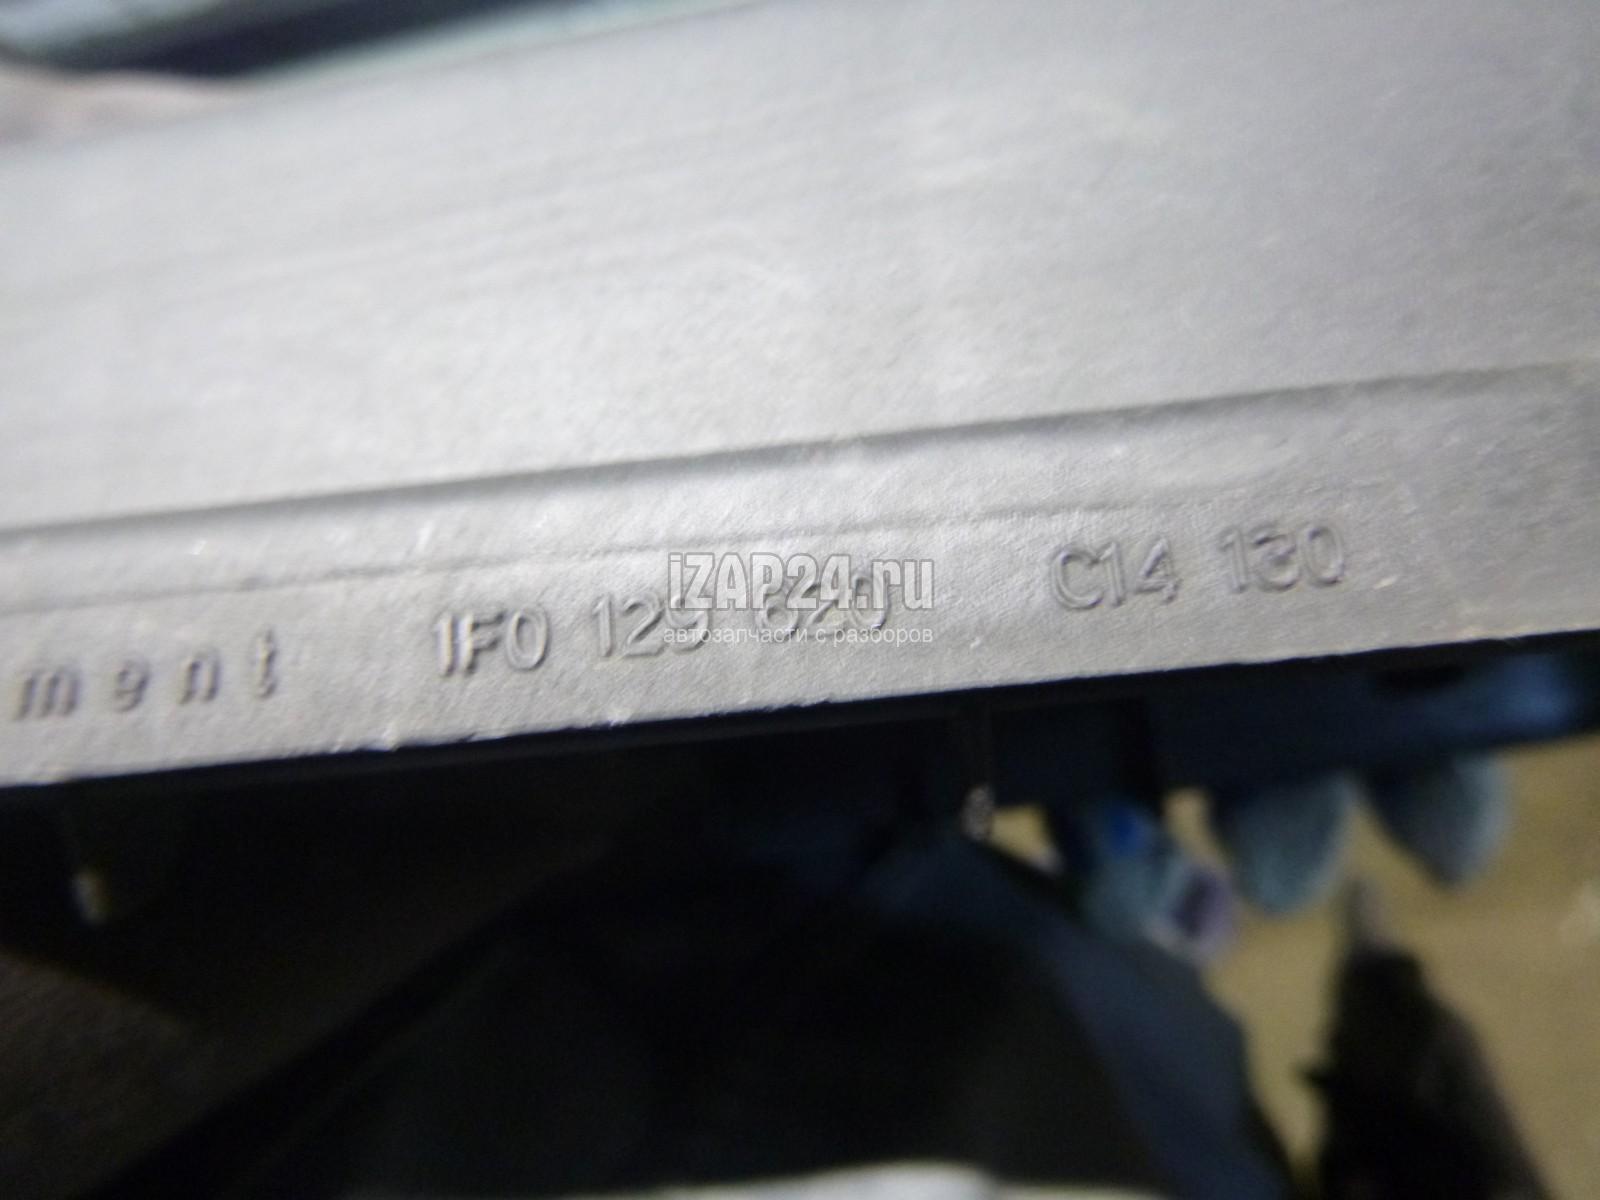 iZAP24.ru
автозапчасти с разборов
ment 1F0 129 620 C14 130